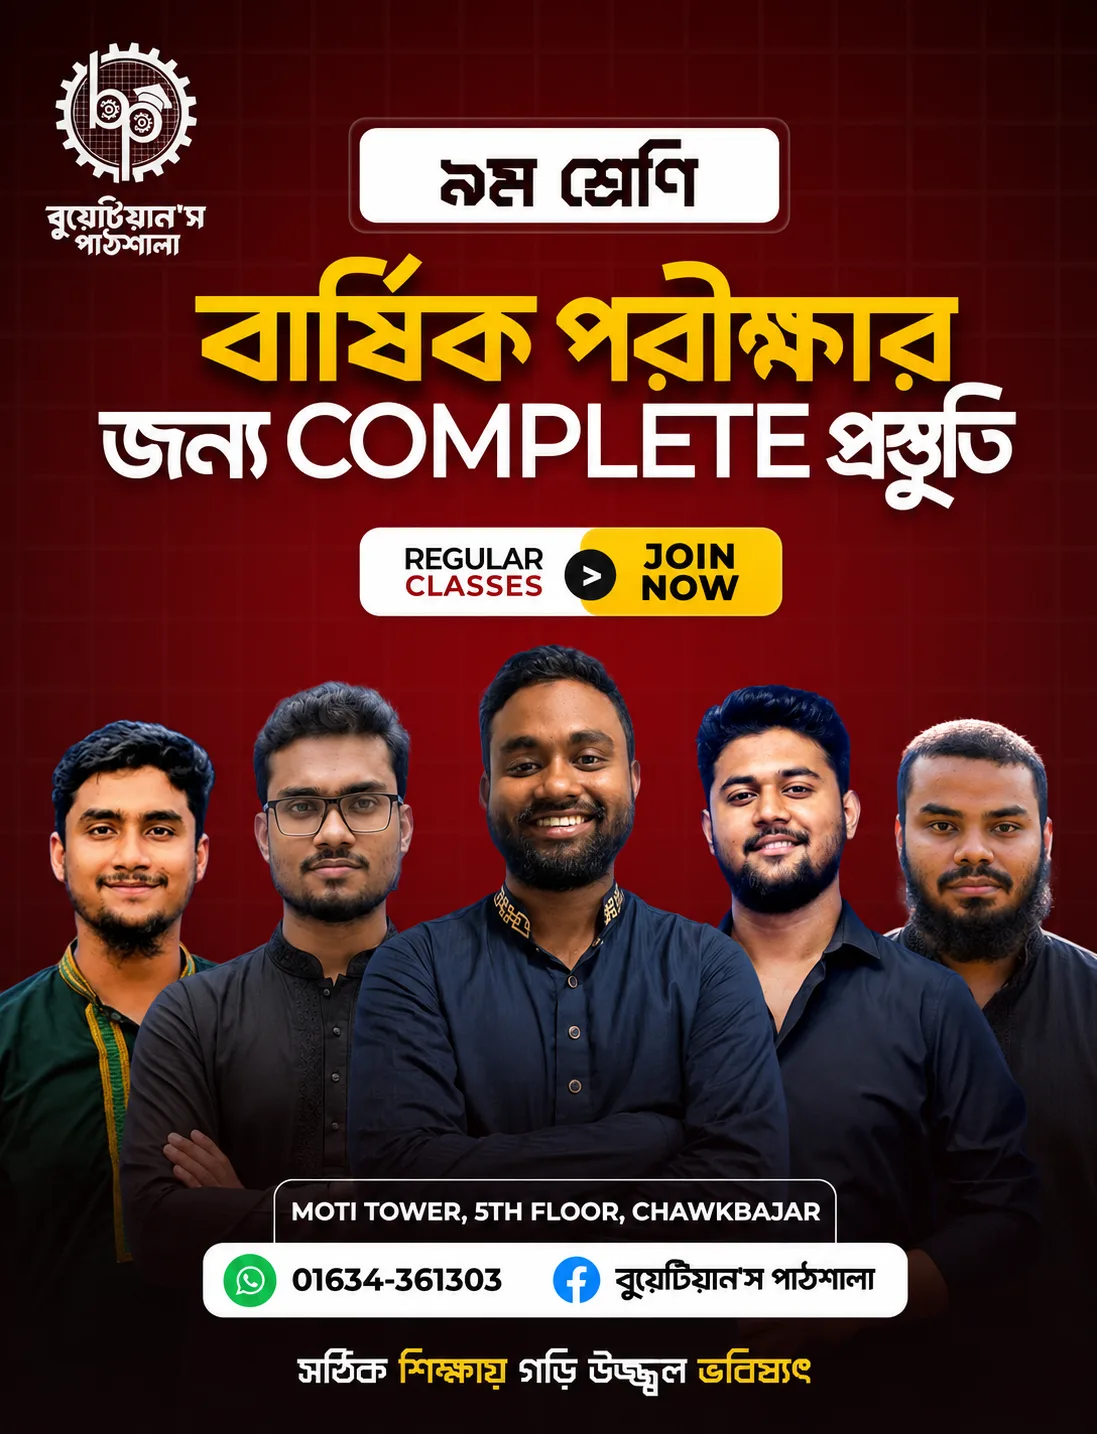 bp
বুয়েটিয়ান'স
পাঠশালা
৯ম শ্রেণি
বার্ষিক পরীক্ষার
জন্য COMPLETE প্রস্তুতি
REGULAR CLASSES > JOIN NOW
MOTI TOWER, 5TH FLOOR, CHAWKBAJAR
01634-361303 বুয়েটিয়ান'স পাঠশালা
সঠিক শিক্ষায় গড়ি উজ্জ্বল ভবিষ্যৎ